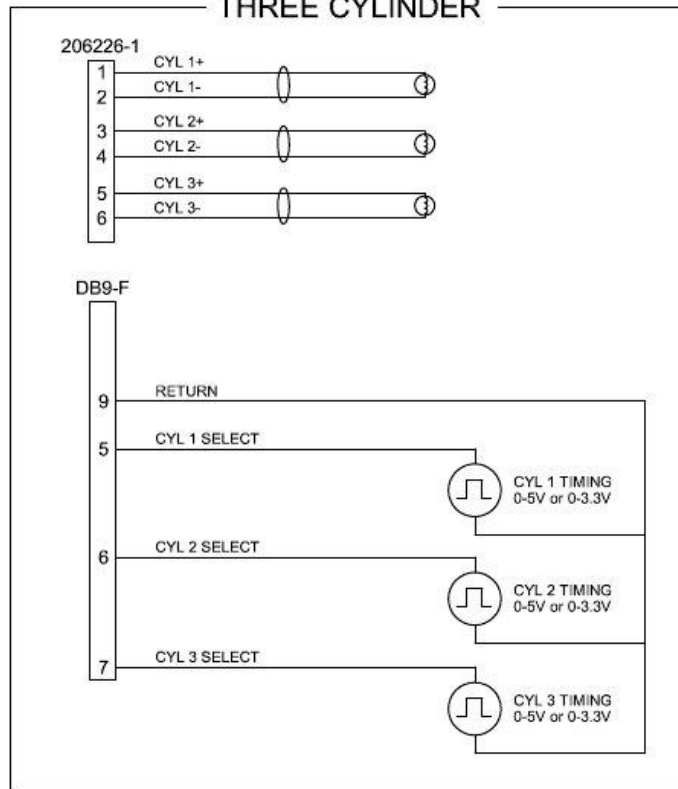 THREE CYLINDER
206226-1
1 CYL 1+
2 CYL 1-
3 CYL 2+
4 CYL 2-
5 CYL 3+
6 CYL 3-
DB9-F
9 RETURN
5 CYL 1 SELECT
CYL 1 TIMING
0-5V or 0-3.3V
6 CYL 2 SELECT
CYL 2 TIMING
0-5V or 0-3.3V
7 CYL 3 SELECT
CYL 3 TIMING
0-5V or 0-3.3V